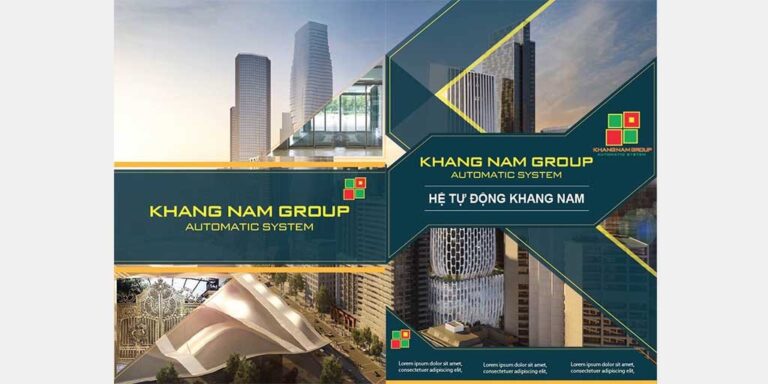 KHANG NAM GROUP
AUTOMATIC SYSTEM
KHANG NAM GROUP
AUTOMATIC SYSTEM
KHANG NAM GROUP
AUTOMATIC SYSTEM
HỆ TỰ ĐỘNG KHANG NAM
Lorem ipsum dolor sit amet,
consectetuer adipiscing elit,
Lorem ipsum dolor sit amet,
consectetuer adipiscing elit,
Lorem ipsum dolor sit amet,
consectetuer adipiscing elit,